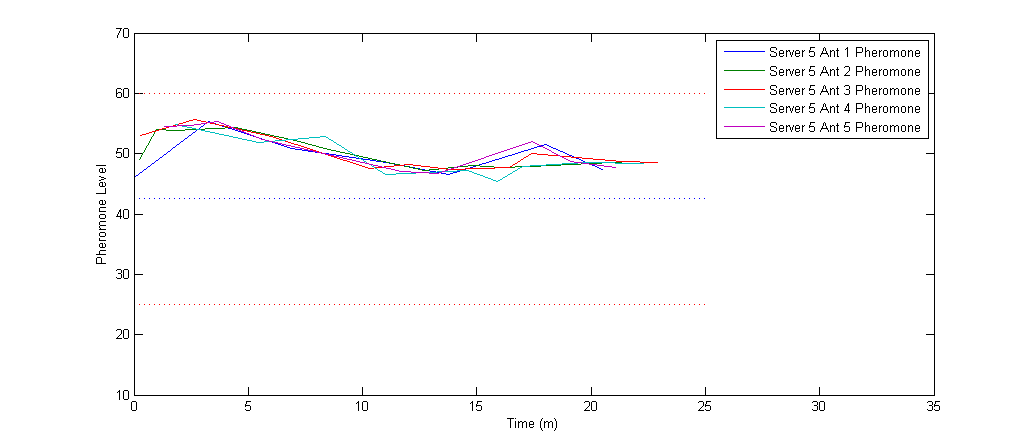 70
60
50
40
30
20
10
Pheromone Level
0 5 10 15 20 25 30 35
Time (m)
Server 5 Ant 1 Pheromone
Server 5 Ant 2 Pheromone
Server 5 Ant 3 Pheromone
Server 5 Ant 4 Pheromone
Server 5 Ant 5 Pheromone